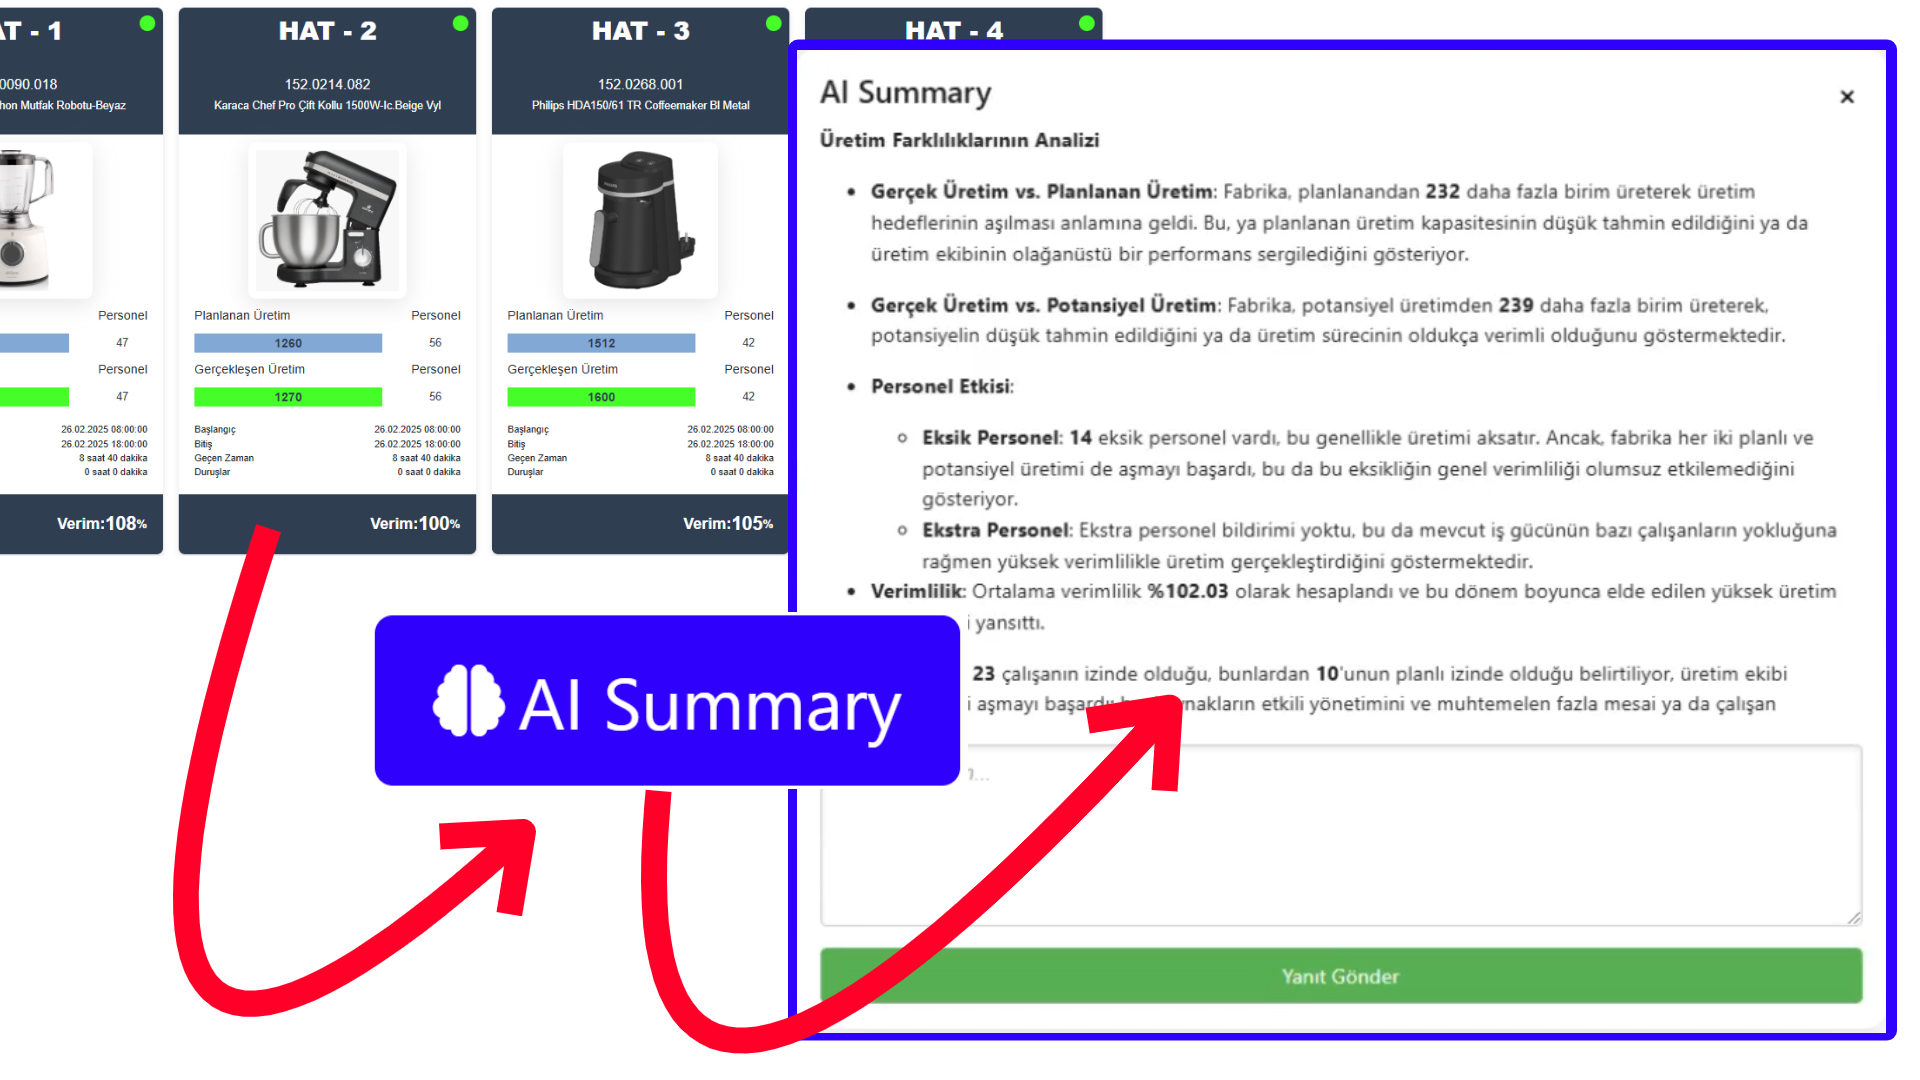 AT - 1
0090.018
hon Mutfak Robotu-Beyaz
Personel
47
Personel
47
26.02.2025 08:00:00
26.02.2025 18:00:00
8 saat 40 dakika
0 saat 0 dakika
Verim:108%
HAT - 2
152.0214.082
Karaca Chef Pro Çift Kollu 1500W-Ic.Beige Vyl
Planlanan Üretim Personel
1260 56
Gerçekleşen Üretim Personel
1270 56
Başlangıç 26.02.2025 08:00:00
Bitiş 26.02.2025 18:00:00
Geçen Zaman 8 saat 40 dakika
Duruşlar 0 saat 0 dakika
Verim:100%
HAT - 3
152.0268.001
Philips HDA150/61 TR Coffeemaker Bl Metal
Planlanan Üretim Personel
1512 42
Gerçekleşen Üretim Personel
1600 42
Başlangıç 26.02.2025 08:00:00
Bitiş 26.02.2025 18:00:00
Geçen Zaman 8 saat 40 dakika
Duruşlar 0 saat 0 dakika
Verim:105%
HAT - 4
AI Summary
AI Summary ×
Üretim Farklılıklarının Analizi
• Gerçek Üretim vs. Planlanan Üretim: Fabrika, planlanandan 232 daha fazla birim üreterek üretim
hedeflerinin aşılması anlamına geldi. Bu, ya planlanan üretim kapasitesinin düşük tahmin edildiğini ya da
üretim ekibinin olağanüstü bir performans sergilediğini gösteriyor.
• Gerçek Üretim vs. Potansiyel Üretim: Fabrika, potansiyel üretimden 239 daha fazla birim üreterek,
potansiyelin düşük tahmin edildiğini ya da üretim sürecinin oldukça verimli olduğunu göstermektedir.
• Personel Etkisi:
Eksik Personel: 14 eksik personel vardı, bu genellikle üretimi aksatır. Ancak, fabrika her iki planlı ve
potansiyel üretimi de aşmayı başardı, bu da bu eksikliğin genel verimliliği olumsuz etkilemediğini
gösteriyor.
Ekstra Personel: Ekstra personel bildirimi yoktu, bu da mevcut iş gücünün bazı çalışanların yokluğuna
rağmen yüksek verimlilikle üretim gerçekleştirdiğini göstermektedir.
• Verimlilik: Ortalama verimlilik %102.03 olarak hesaplandı ve bu dönem boyunca elde edilen yüksek üretim
i yansıttı.
23 çalışanın izinde olduğu, bunlardan 10'unun planlı izinde olduğu belirtiliyor, üretim ekibi
i aşmayı başardı ynakların etkili yönetimini ve muhtemelen fazla mesai ya da çalışan
Yanıt Gönder